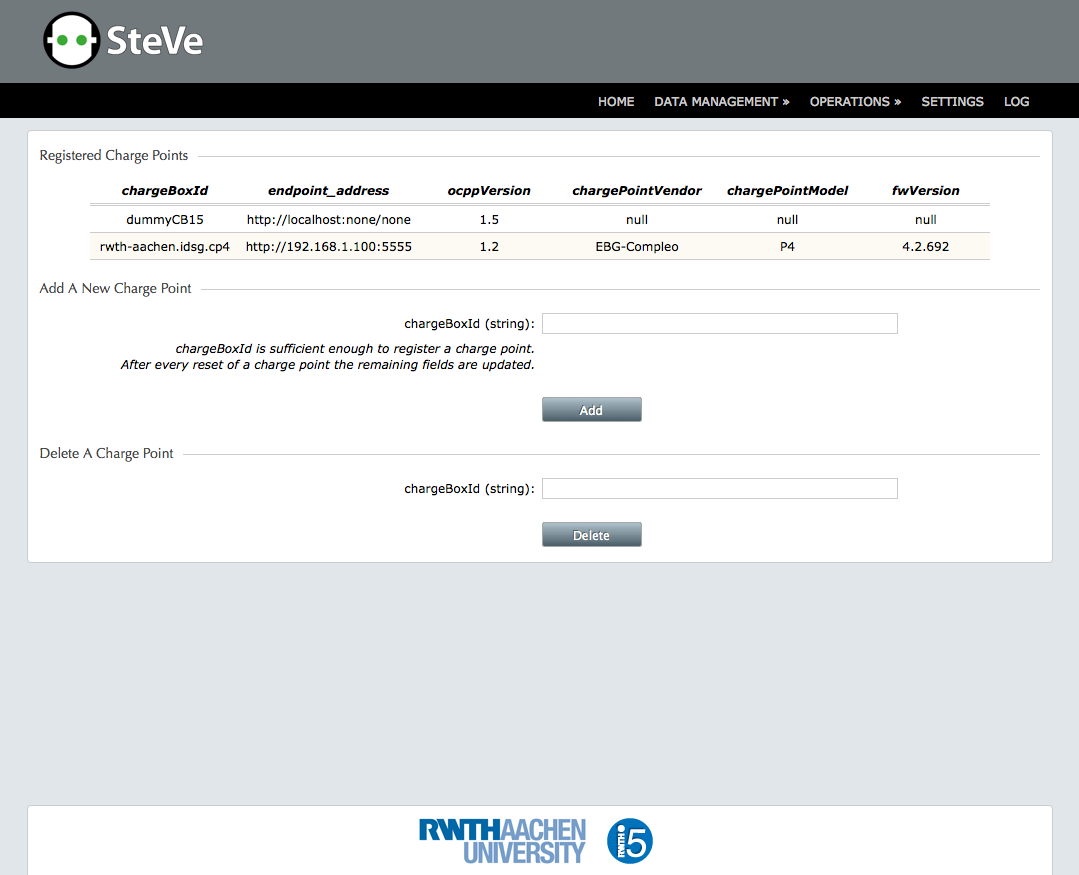 SteVe
HOME DATA MANAGEMENT » OPERATIONS » SETTINGS LOG
Registered Charge Points
chargeBoxId endpoint_address ocppVersion chargePointVendor chargePointModel fwVersion
dummyCB15 http://localhost:none/none 1.5 null null null
rwth-aachen.idsg.cp4 http://192.168.1.100:5555 1.2 EBG-Compleo P4 4.2.692
Add A New Charge Point
chargeBoxId (string):
chargeBoxId is sufficient enough to register a charge point.
After every reset of a charge point the remaining fields are updated.
Add
Delete A Charge Point
chargeBoxId (string):
Delete
RWTHAACHEN
UNIVERSITY
RWTH i5